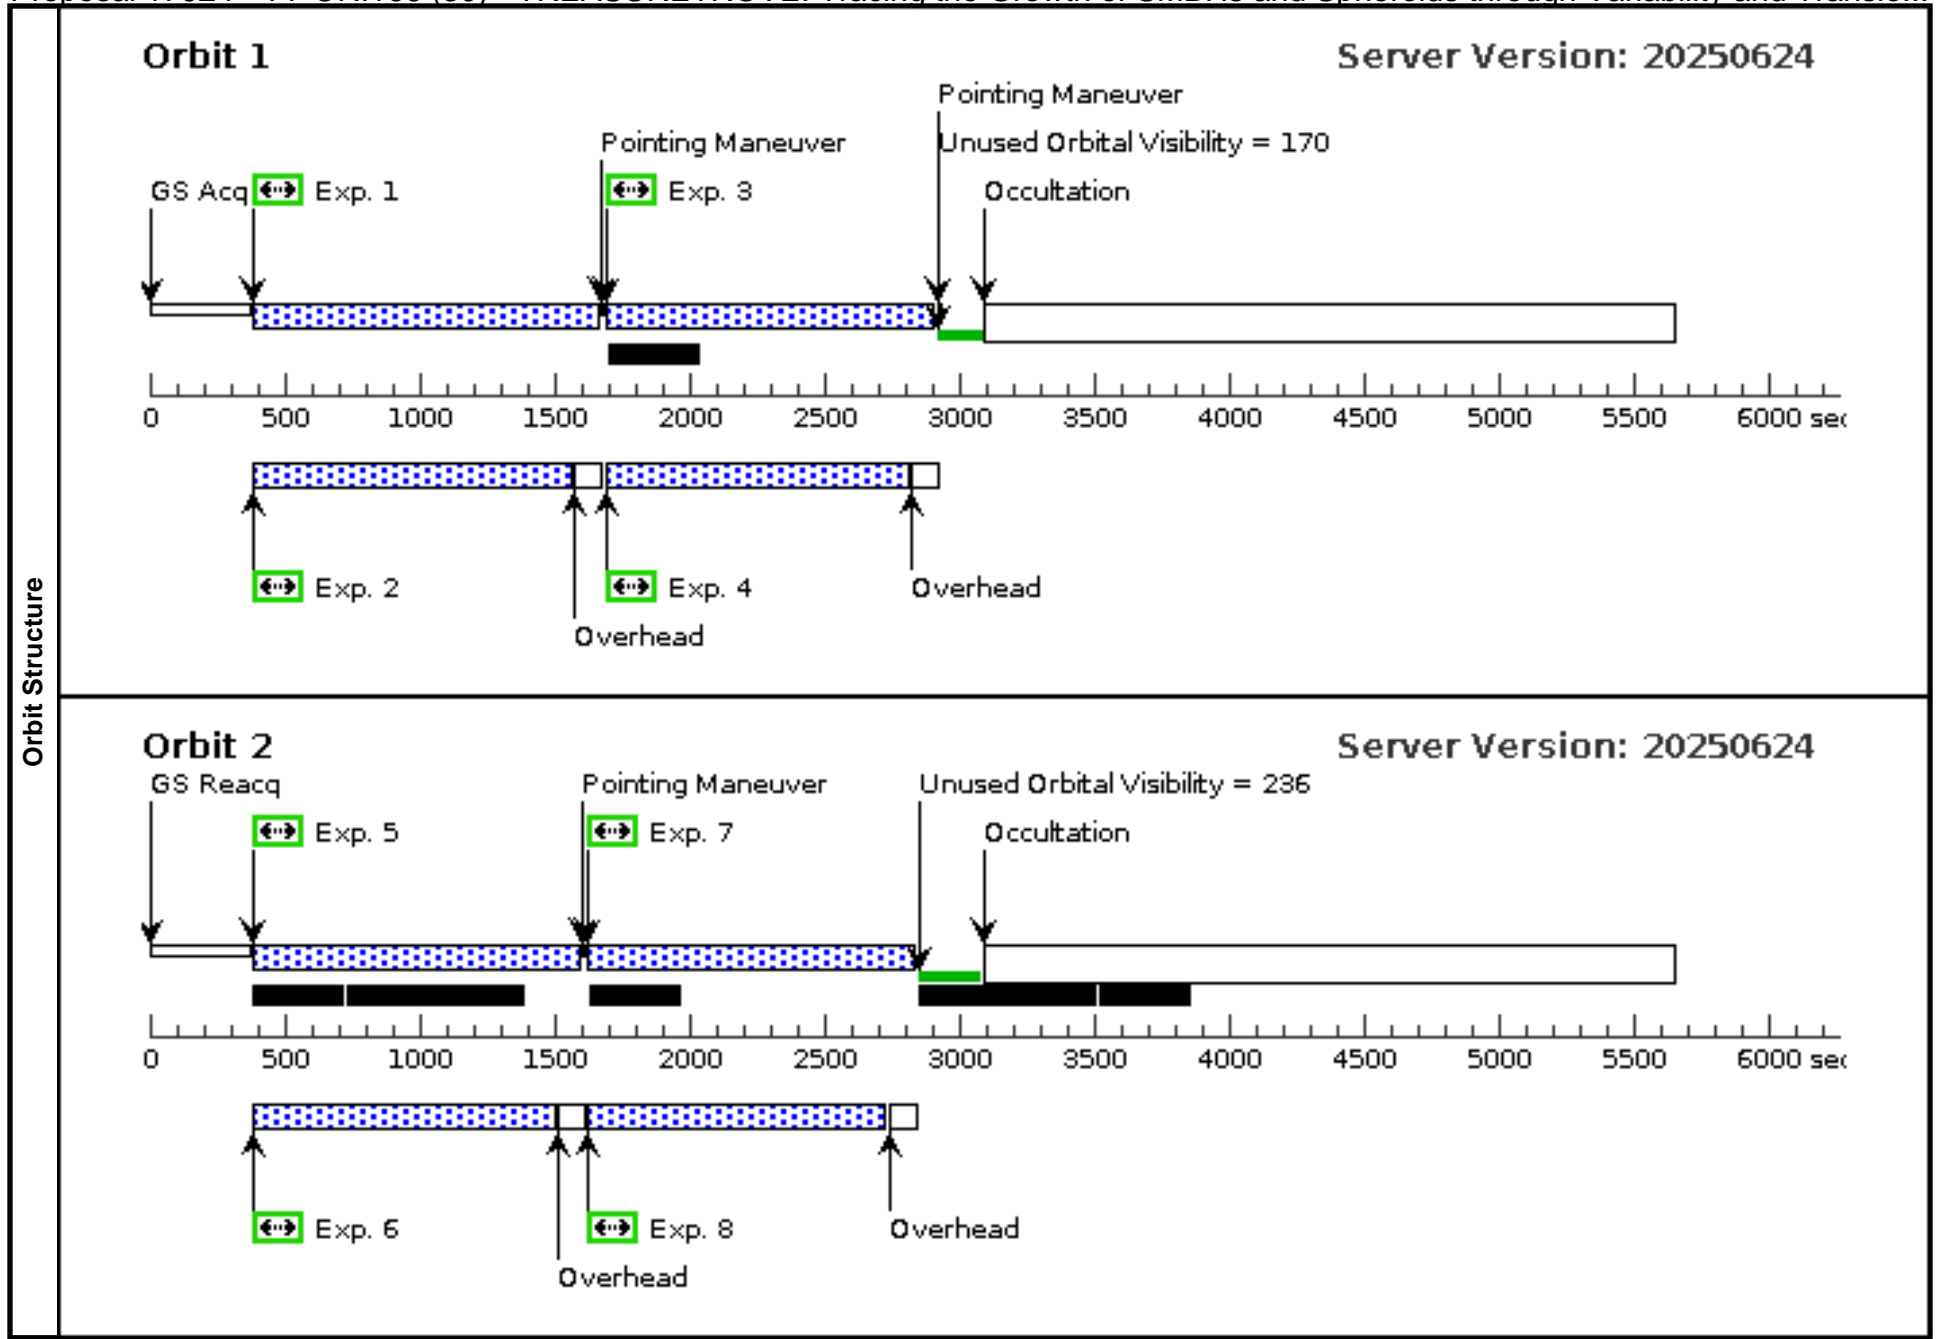 Orbit Structure
Orbit 1
Server Version: 20250624
Pointing Maneuver
Pointing Maneuver
Unused Orbital Visibility = 170
GS Acq
Exp. 1
Exp. 3
Occultation
0 500 1000 1500 2000 2500 3000 3500 4000 4500 5000 5500 6000 sec
Exp. 2
Exp. 4
Overhead
Overhead
Orbit 2
Server Version: 20250624
GS Reacq
Pointing Maneuver
Unused Orbital Visibility = 236
Exp. 5
Exp. 7
Occultation
0 500 1000 1500 2000 2500 3000 3500 4000 4500 5000 5500 6000 sec
Exp. 6
Exp. 8
Overhead
Overhead